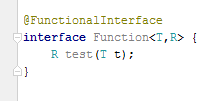 @FunctionalInterface
interface Function<T,R> {
    R test(T t);
}